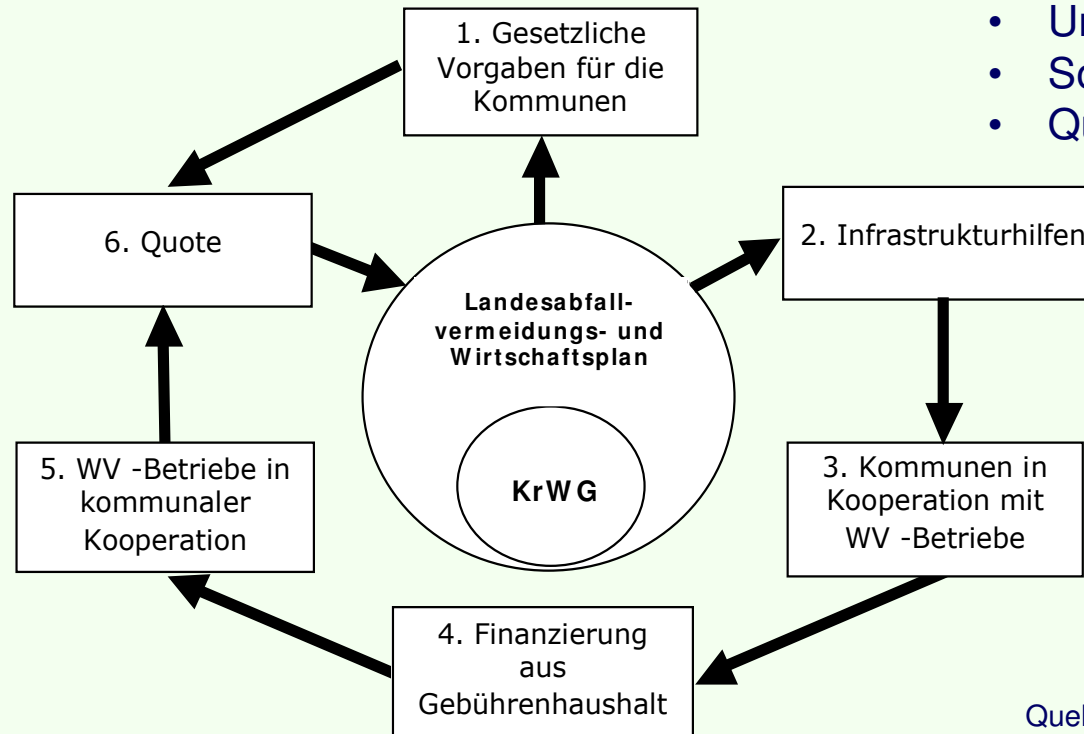 1. Gesetzliche
Vorgaben für die
Kommunen
6. Quote
2. Infrastrukturhilfen
Landesabfall-
vermeidungs- und
Wirtschaftsplan
KrWG
5. WV -Betriebe in
kommunaler
Kooperation
3. Kommunen in
Kooperation mit
WV -Betriebe
4. Finanzierung
aus
Gebührenhaushalt